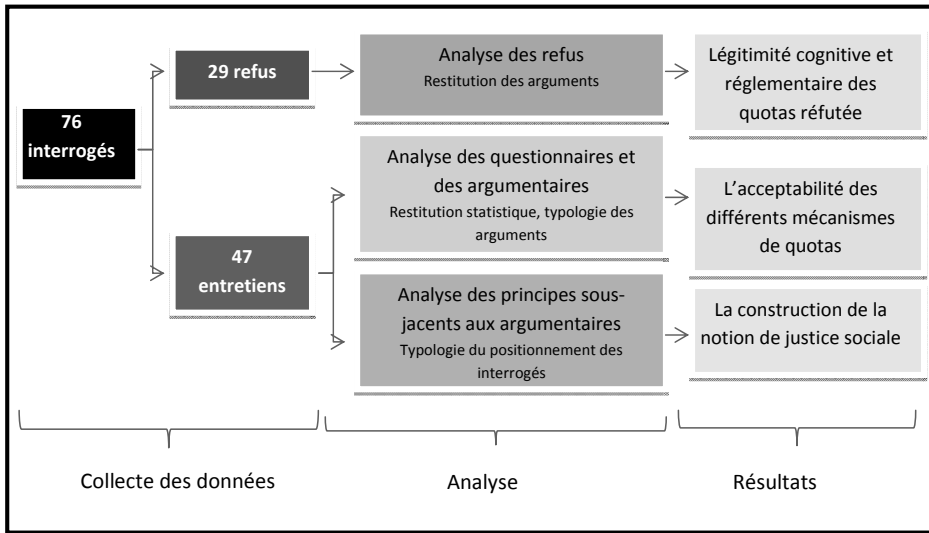 76
interrogés
29 refus
47
entretiens
Analyse des refus
Restitution des arguments
Analyse des questionnaires et
des argumentaires
Restitution statistique, typologie des
arguments
Analyse des principes sous-
jacents aux argumentaires
Typologie du positionnement des
interrogés
Légitimité cognitive et
réglementaire des
quotas réfutée
L’acceptabilité des
différents mécanismes
de quotas
La construction de la
notion de justice sociale
Collecte des données
Analyse
Résultats